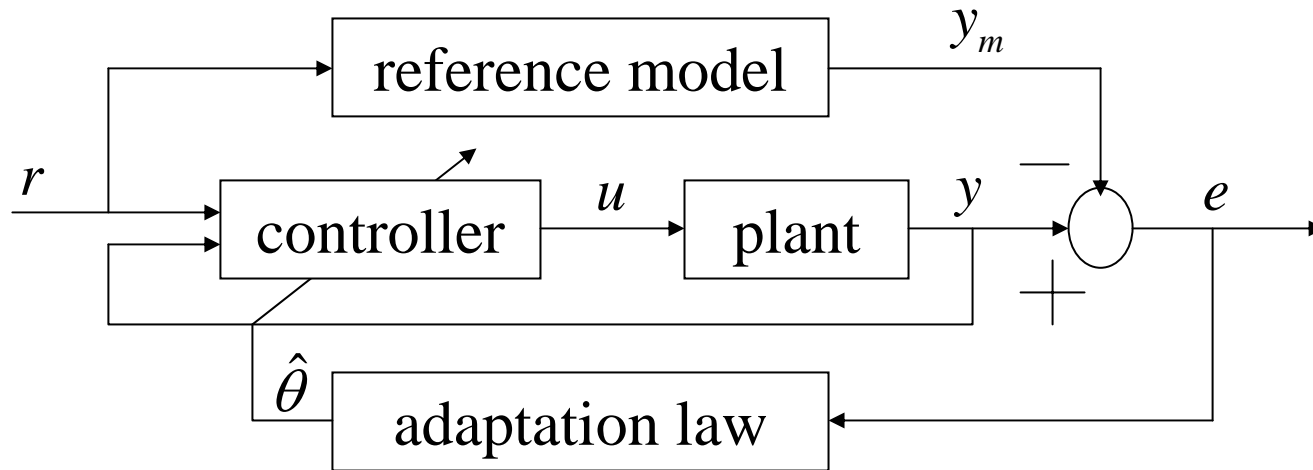 y_m
reference model
r
controller
u
plant
y
−
e
+
θ̂
adaptation law